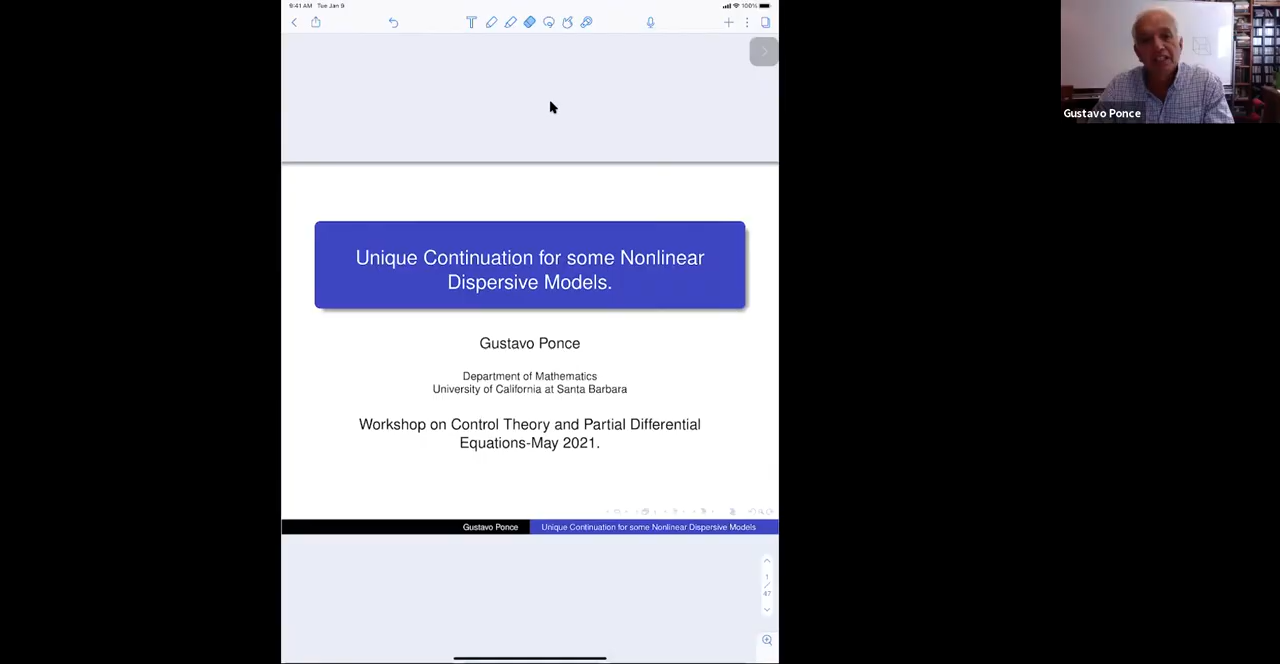 9:41 AM Tue Jan 9
100%
T
Gustavo Ponce
Unique Continuation for some Nonlinear
Dispersive Models.
Gustavo Ponce
Department of Mathematics
University of California at Santa Barbara
Workshop on Control Theory and Partial Differential
Equations-May 2021.
Gustavo Ponce
Unique Continuation for some Nonlinear Dispersive Models
1
/
47